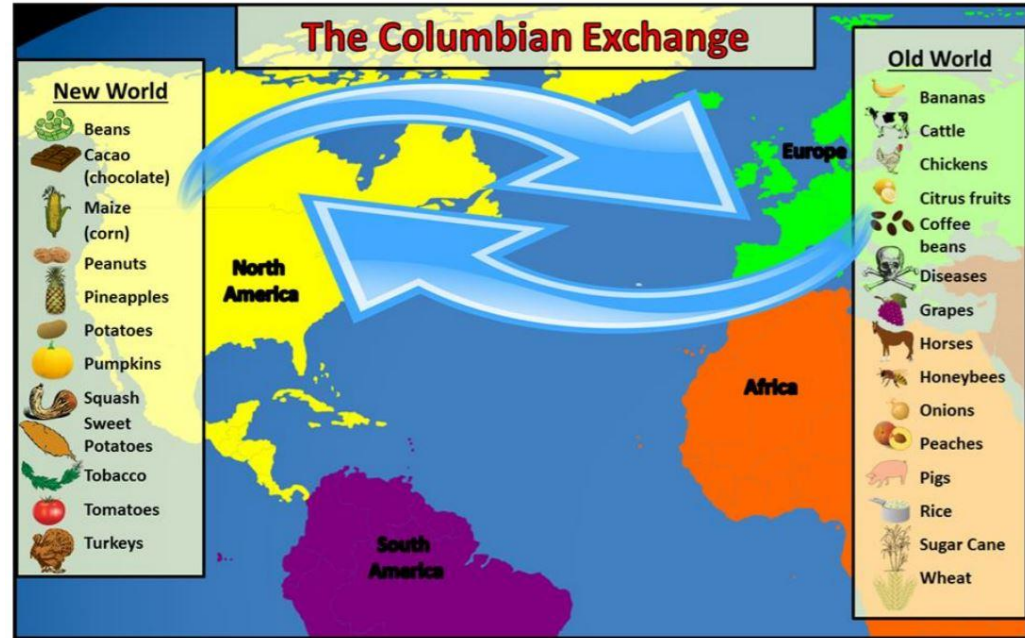 The Columbian Exchange
New World
Beans
Cacao
(chocolate)
Maize
(corn)
Peanuts
Pineapples
Potatoes
Pumpkins
Squash
Sweet
Potatoes
Tobacco
Tomatoes
Turkeys
North
America
South
America
Europe
Africa
Old World
Bananas
Cattle
Chickens
Citrus fruits
Coffee
beans
Diseases
Grapes
Horses
Honeybees
Onions
Peaches
Pigs
Rice
Sugar Cane
Wheat